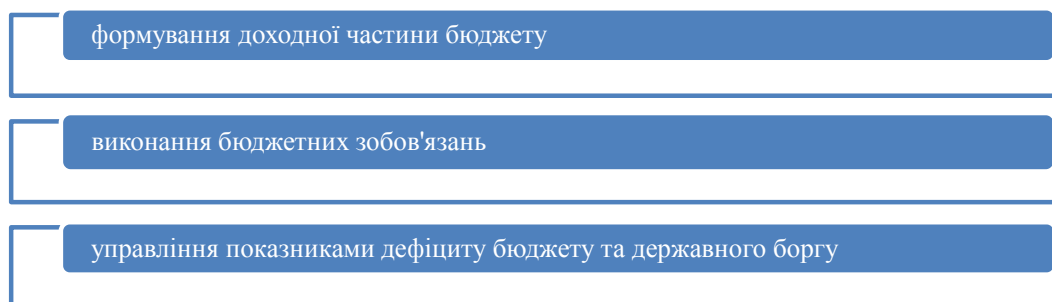 формування доходної частини бюджету
виконання бюджетних зобов'язань
управління показниками дефіциту бюджету та державного боргу